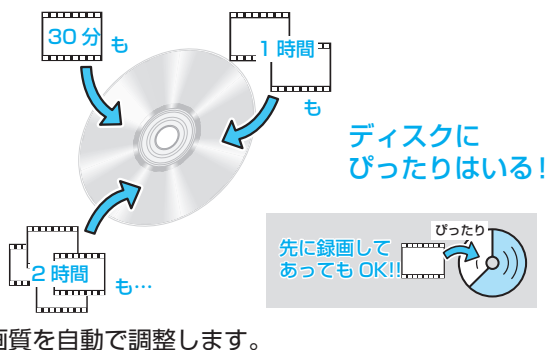 30 分 も
1 時間
も
ディスクに
ぴったりはいる!
ぴったり
先に録画して
あっても OK!!
2 時間 も…
画質を自動で調整します。